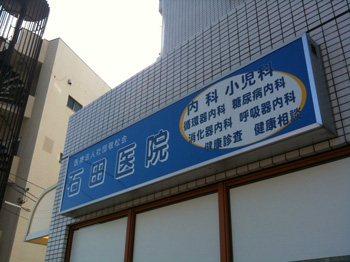 医療法人社団敬松会
石田医院
内科 小児科
循環器内科 糖尿病内科
消化器内科 呼吸器内科
健康診査 健康相談